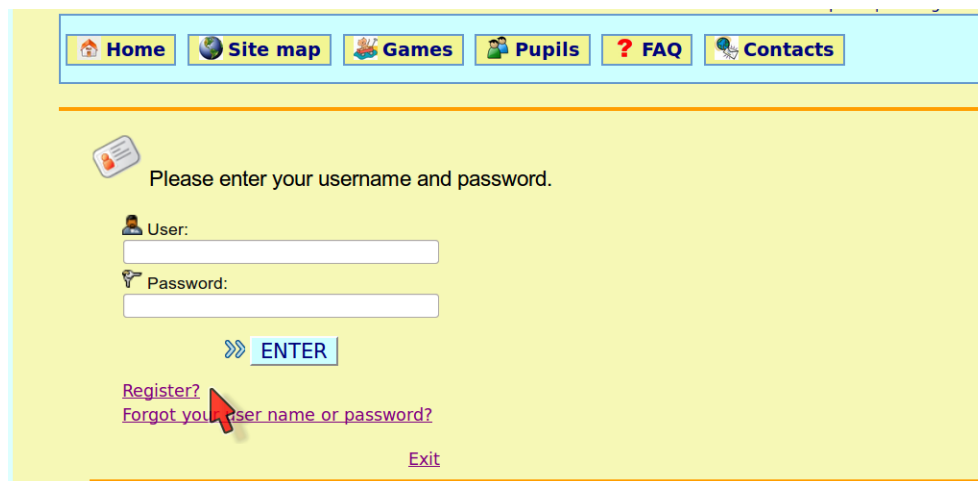 Home Site map Games Pupils ? FAQ Contacts
Please enter your username and password.
User:
Password:
ENTER
Register?
Forgot your user name or password?
Exit